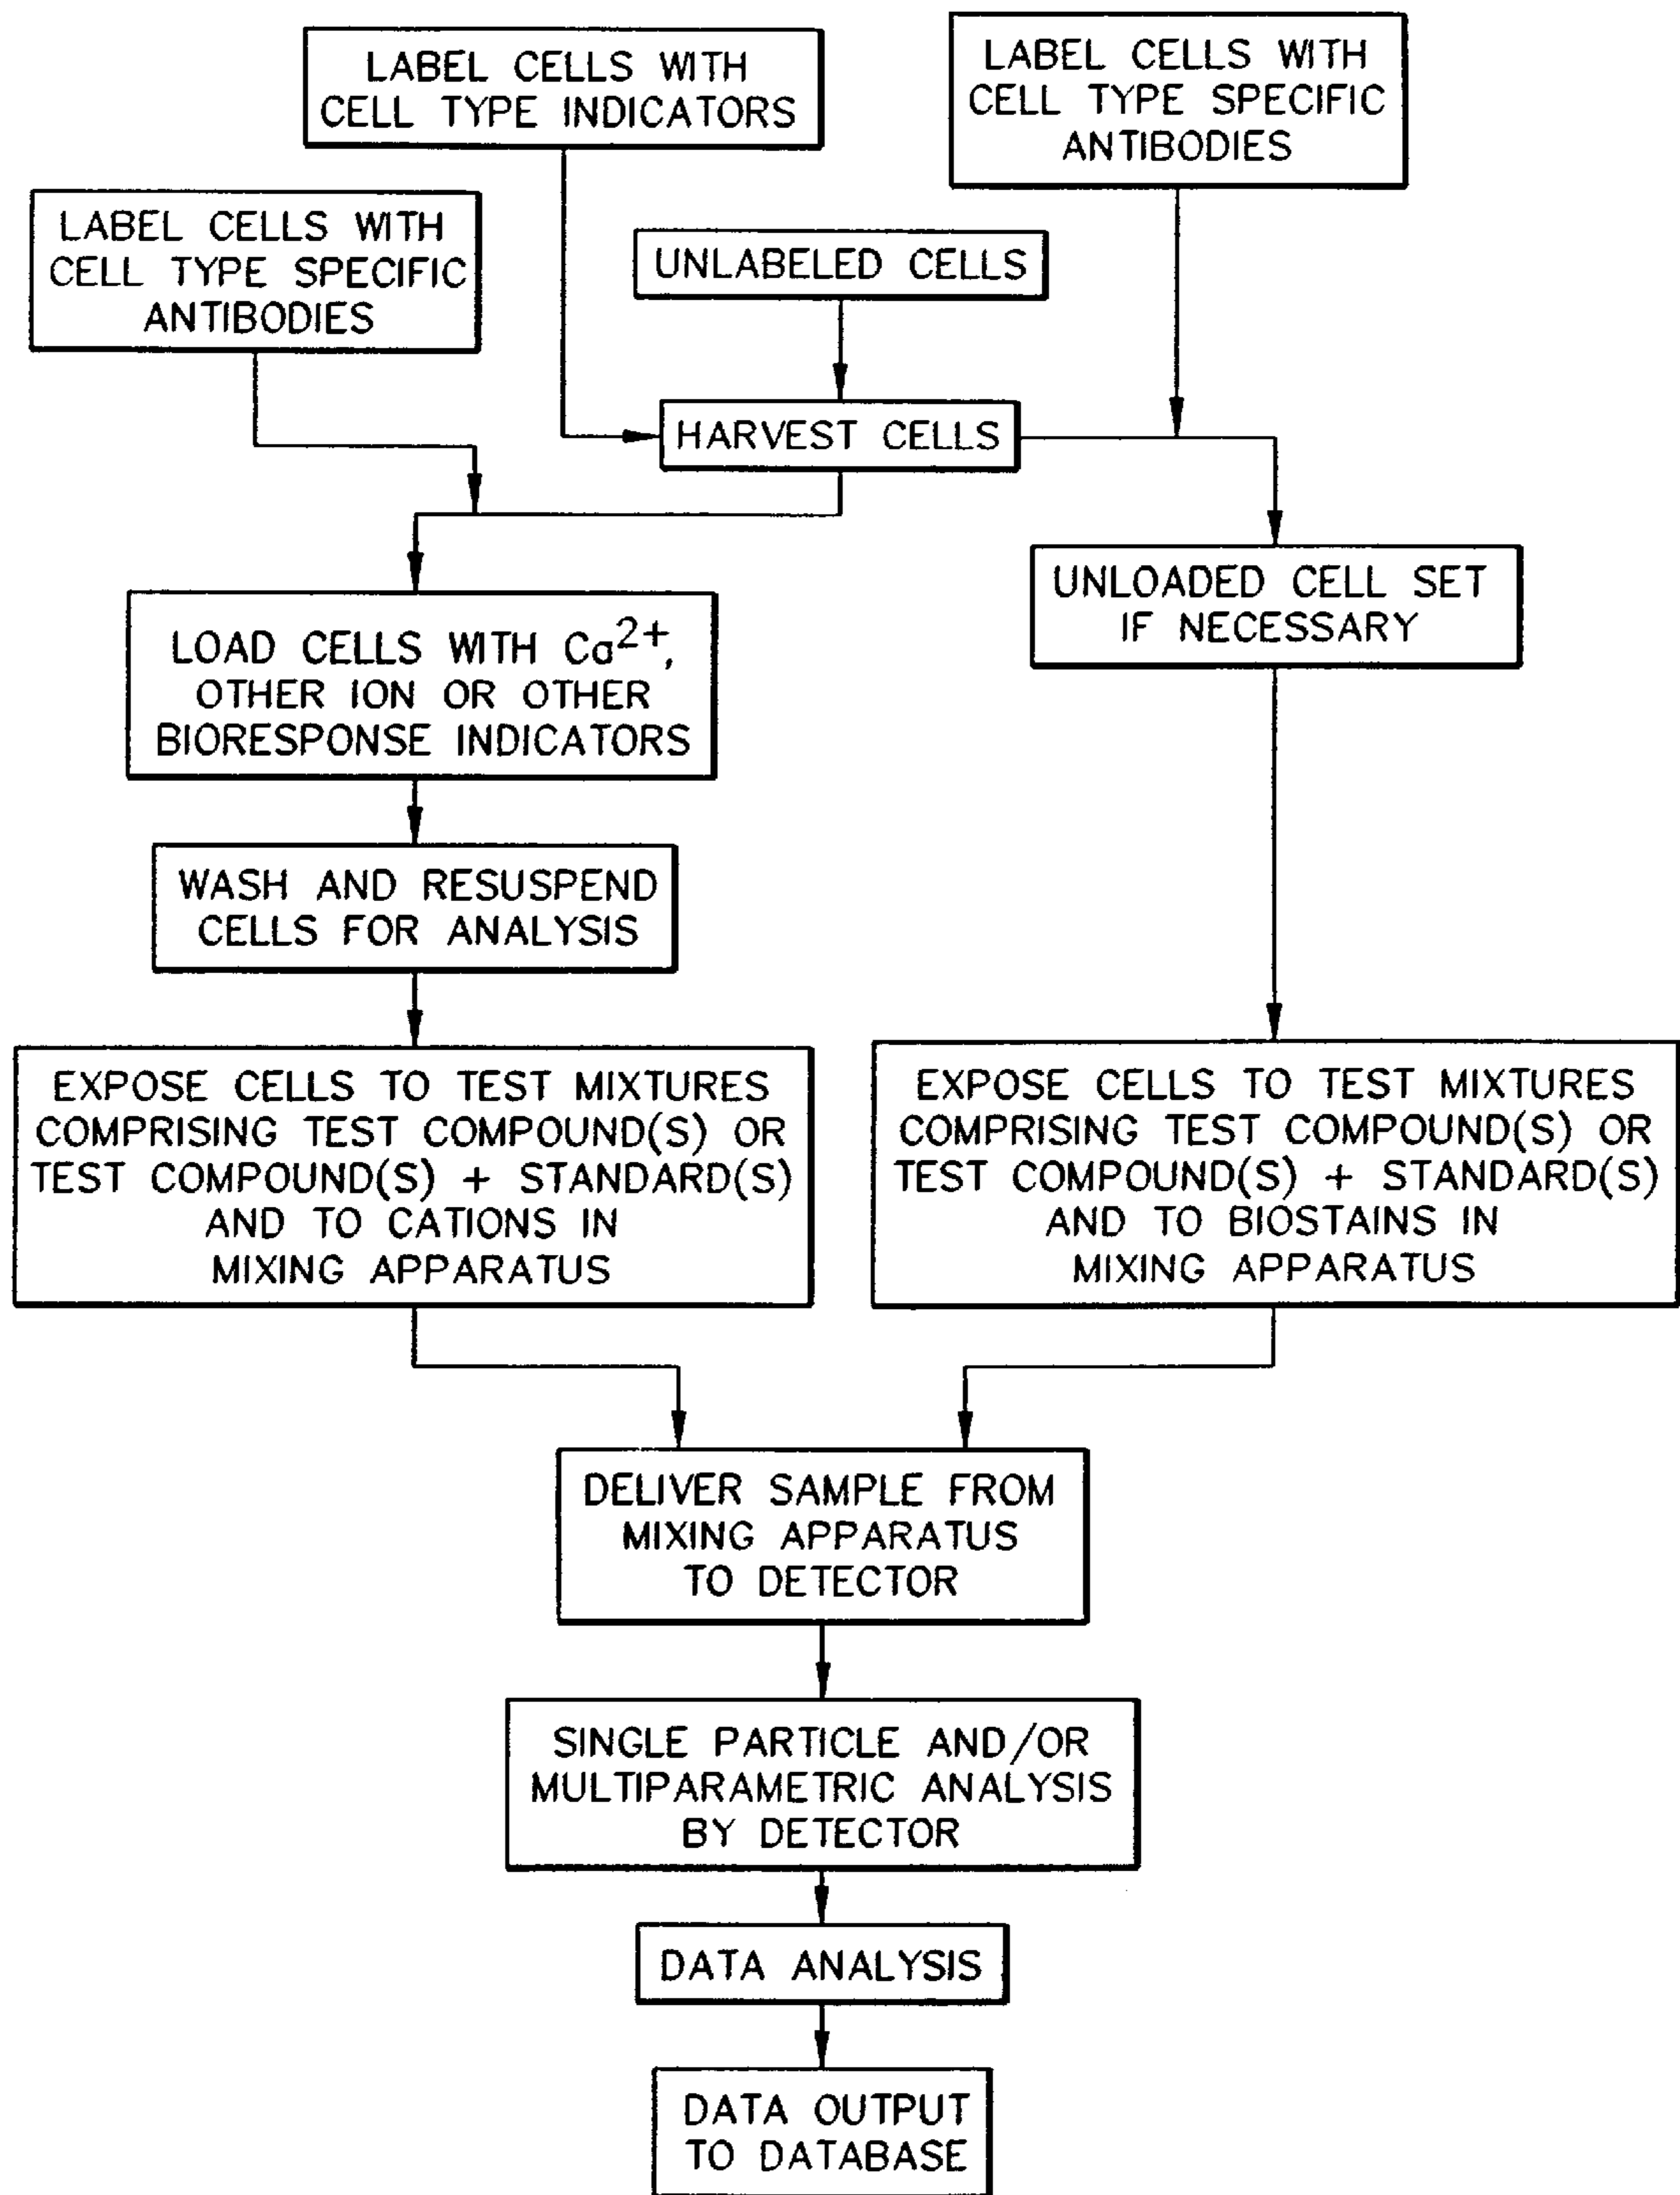 LABEL CELLS WITH
CELL TYPE INDICATORS
LABEL CELLS WITH
CELL TYPE SPECIFIC
ANTIBODIES
LABEL CELLS WITH
CELL TYPE SPECIFIC
ANTIBODIES
UNLABELED CELLS
HARVEST CELLS
UNLOADED CELL SET
IF NECESSARY
LOAD CELLS WITH Ca²⁺,
OTHER ION OR OTHER
BIORESPONSE INDICATORS
WASH AND RESUSPEND
CELLS FOR ANALYSIS
EXPOSE CELLS TO TEST MIXTURES
COMPRISING TEST COMPOUND(S) OR
TEST COMPOUND(S) + STANDARD(S)
AND TO CATIONS IN
MIXING APPARATUS
EXPOSE CELLS TO TEST MIXTURES
COMPRISING TEST COMPOUND(S) OR
TEST COMPOUND(S) + STANDARD(S)
AND TO BIOSTAINS IN
MIXING APPARATUS
DELIVER SAMPLE FROM
MIXING APPARATUS
TO DETECTOR
SINGLE PARTICLE AND/OR
MULTIPARAMETRIC ANALYSIS
BY DETECTOR
DATA ANALYSIS
DATA OUTPUT
TO DATABASE